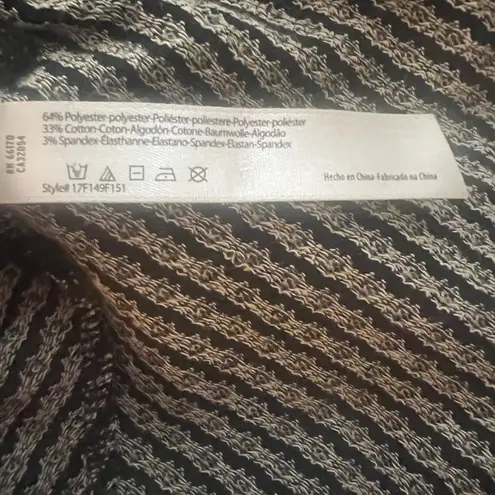 64% Polyester-polyester-Poliéster-poliestere-Polyester-poliéster
33% Cotton-Coton-Algodón-Cotone-Baumwolle-Algodão
3% Spandex-Élasthanne-Elastano-Spandex-Elastan-Spandex
Hecho en China-Fabricado na China
Style# 17F149F151
RN 66170
CA32054